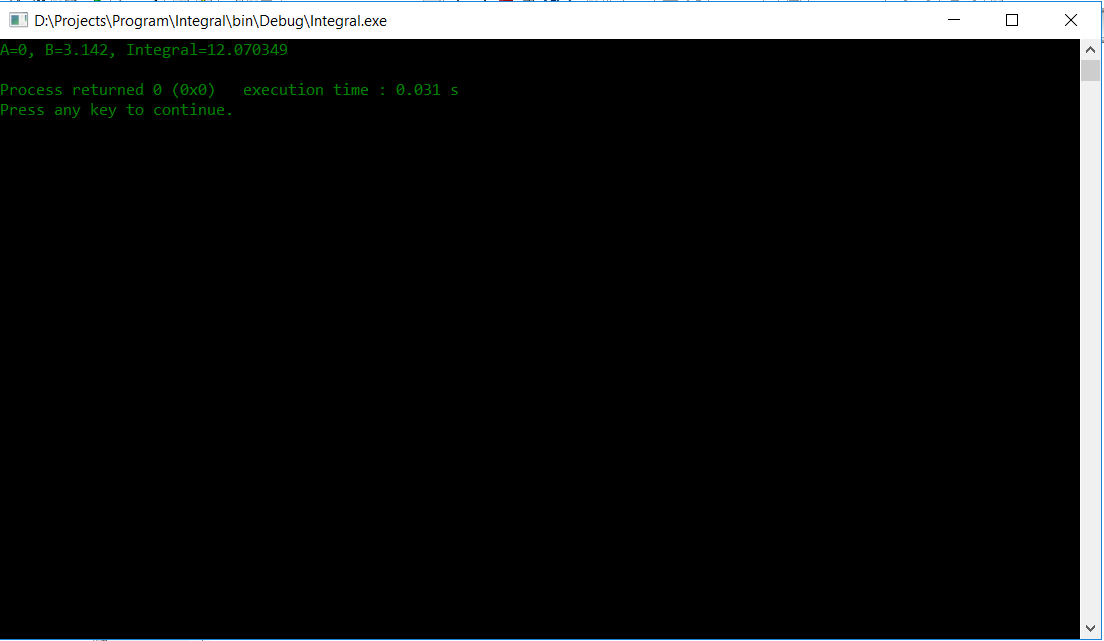 D:\Projects\Program\Integral\bin\Debug\Integral.exe
A=0, B=3.142, Integral=12.070349
Process returned 0 (0x0)   execution time : 0.031 s
Press any key to continue.